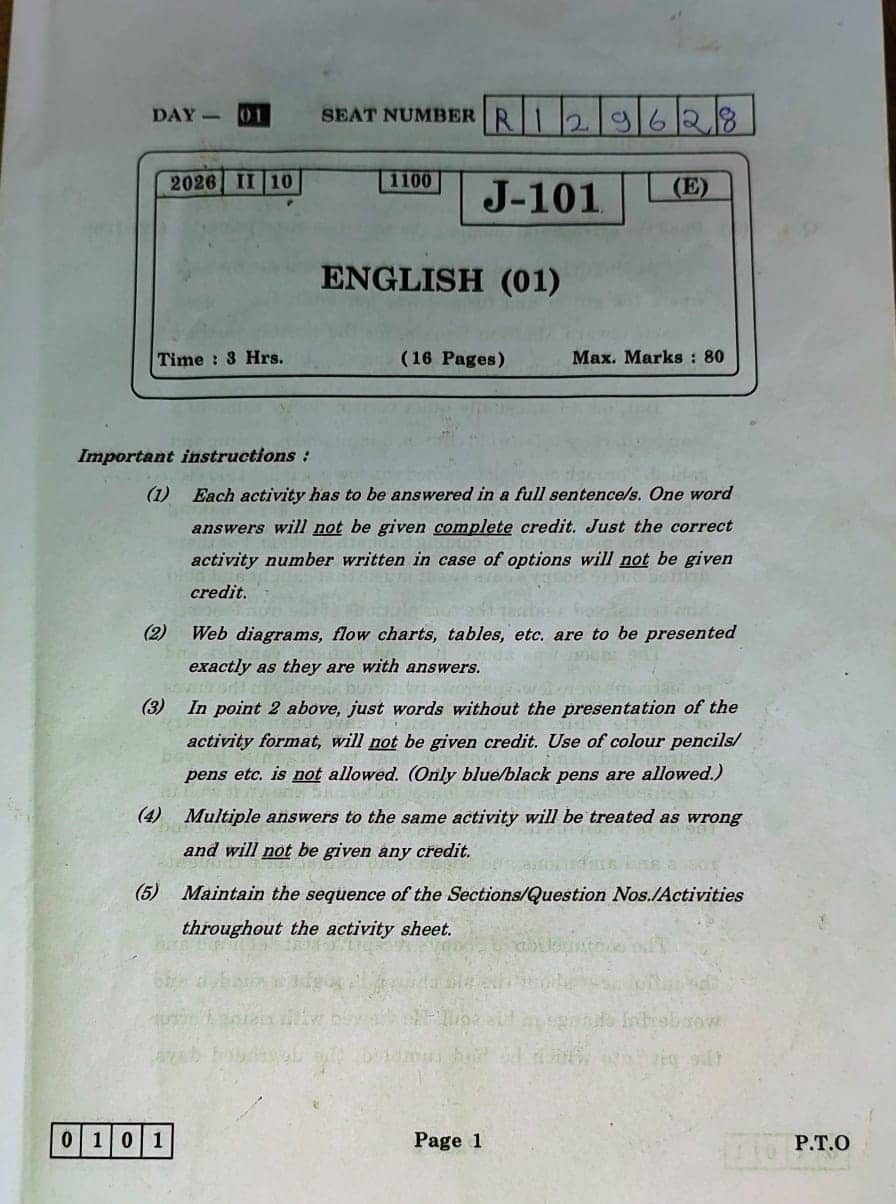 DAY — 01 SEAT NUMBER R129628
2026 II 10 1100 J-101 (E)
ENGLISH (01)
Time : 3 Hrs. (16 Pages) Max. Marks : 80
Important instructions :
(1) Each activity has to be answered in a full sentence/s. One word
answers will not be given complete credit. Just the correct
activity number written in case of options will not be given
credit.
(2) Web diagrams, flow charts, tables, etc. are to be presented
exactly as they are with answers.
(3) In point 2 above, just words without the presentation of the
activity format, will not be given credit. Use of colour pencils/
pens etc. is not allowed. (Only blue/black pens are allowed.)
(4) Multiple answers to the same activity will be treated as wrong
and will not be given any credit.
(5) Maintain the sequence of the Sections/Question Nos./Activities
throughout the activity sheet.
0 1 0 1 Page 1 P.T.O